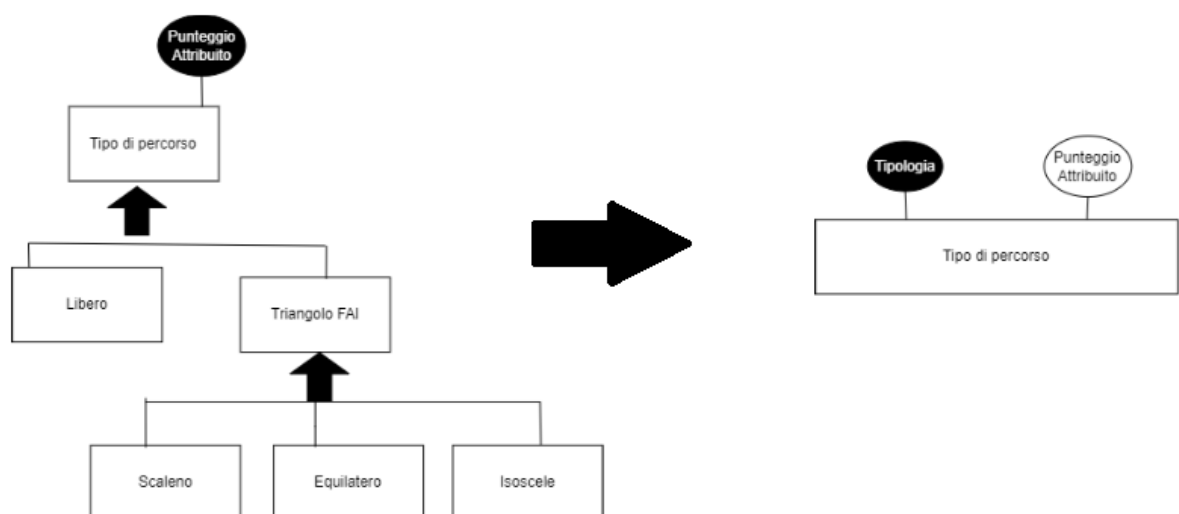 Punteggio
Attribuito
Tipo di percorso
Libero
Triangolo FAI
Scaleno
Equilatero
Isoscele
Tipologia
Punteggio
Attribuito
Tipo di percorso